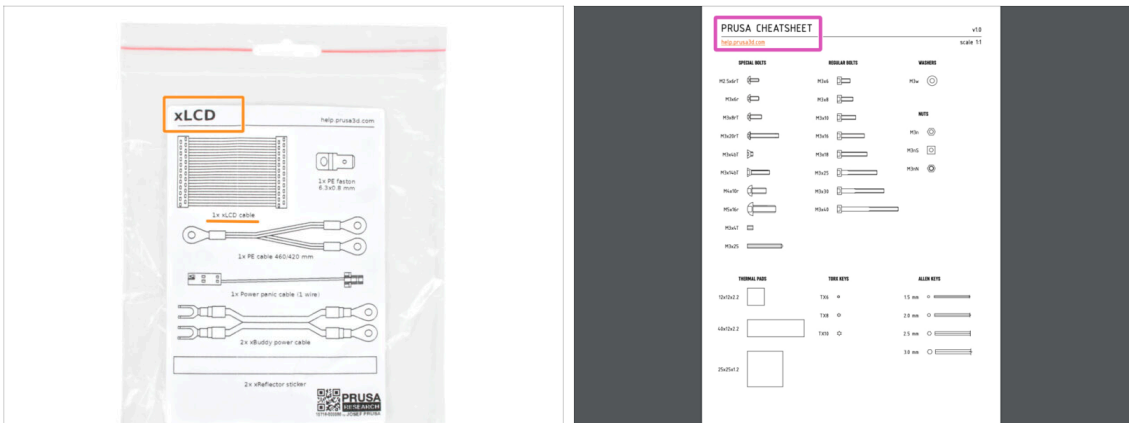 xLCD
help.prusa3d.com
1x PE faston
6.3x0.8 mm
1x xLCD cable
1x PE cable 460/420 mm
1x Power panic cable (1 wire)
2x xBuddy power cable
2x xReflector sticker
PRUSA
RESEARCH
by JOSEF PRUSA
PRUSA CHEATSHEET
v1.0
help.prusa3d.com
scale 1:1
SPECIAL BOLTS
REGULAR BOLTS
WASHERS
M2.5x6rT
M3x6
M3w
M3x6r
M3x8
M3x8rT
M3x10
NUTS
M3x20rT
M3x16
M3n
M3x4bT
M3x18
M3nS
M3x14bT
M3x25
M3nN
M4x10r
M3x30
M5x16r
M3x40
M3x4T
M3x25
THERMAL PADS
TORX KEYS
ALLEN KEYS
12x12x2.2
TX6
1.5 mm
TX8
2.0 mm
40x12x2.2
TX10
2.5 mm
3.0 mm
25x25x1.2